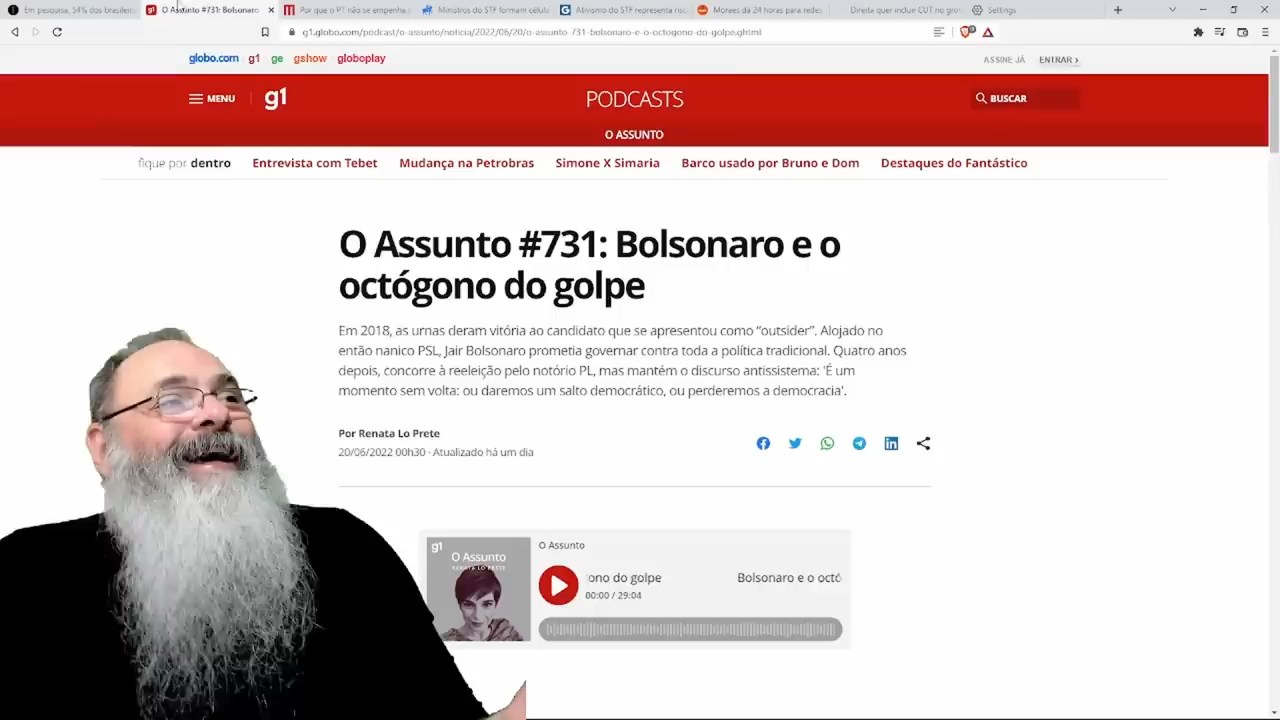 Em pesquisa, 54% dos brasileir
O Assunto #731: Bolsonaro
Por que o PT não se empenha
Ministros do STF formam célula
Ativismo do STF representa risc
Moraes dá 24 horas para redes
Direita quer incluir CUT no
Settings
g1.globo.com/podcast/o-assunto/noticia/2022/06/20/o-assunto-731-bolsonaro-e-o-octogono-do-golpe.ghtml
globo.com g1 ge gshow globoplay
ASSINE JÁ ENTRAR ›
MENU g1 PODCASTS BUSCAR
O ASSUNTO
fique por dentro Entrevista com Tebet Mudança na Petrobras Simone X Simaria Barco usado por Bruno e Dom Destaques do Fantástico
O Assunto #731: Bolsonaro e o
octógono do golpe
Em 2018, as urnas deram vitória ao candidato que se apresentou como “outsider”. Alojado no
então nanico PSL, Jair Bolsonaro prometia governar contra toda a política tradicional. Quatro anos
depois, concorre à reeleição pelo notório PL, mas mantém o discurso antissistema: 'É um
momento sem volta: ou daremos um salto democrático, ou perderemos a democracia'.
Por Renata Lo Prete
20/06/2022 00h30 · Atualizado há um dia
g1
O Assunto
RENATA LO PRETE
O Assunto
ono do golpe Bolsonaro e o octó
00:00 / 29:04